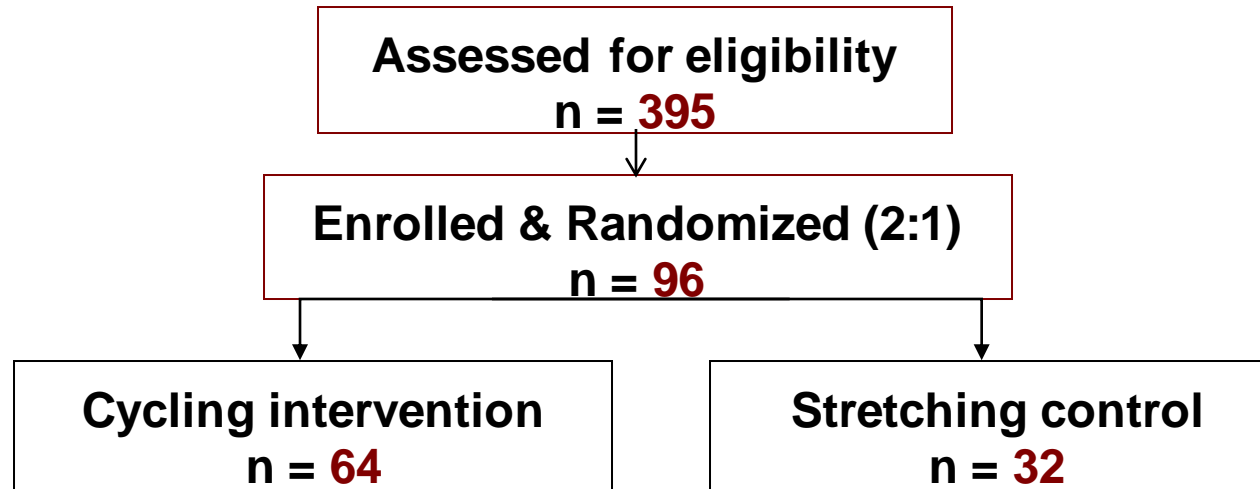 Assessed for eligibility
n = 395
Enrolled & Randomized (2:1)
n = 96
Cycling intervention
n = 64
Stretching control
n = 32